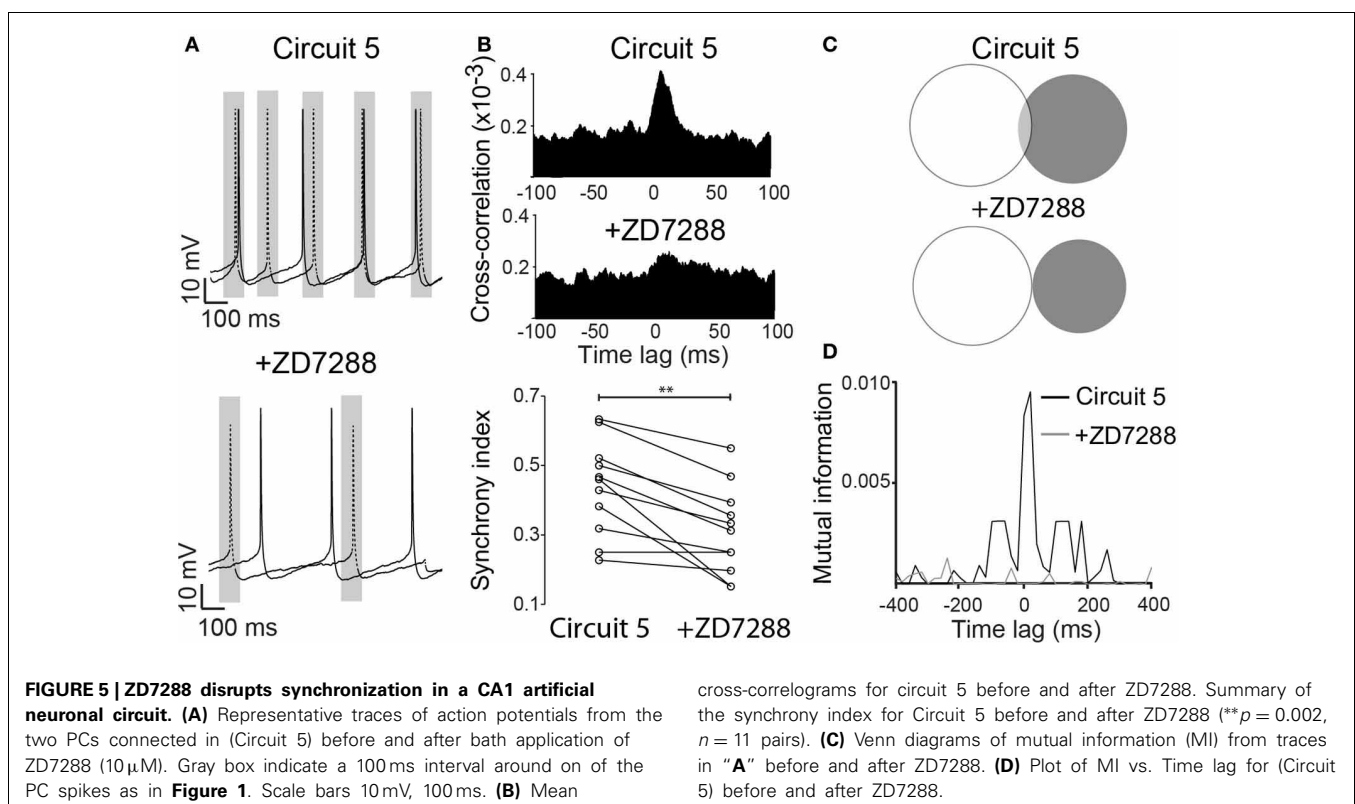 A
Circuit 5
10 mV
100 ms
+ZD7288
10 mV
100 ms
B
Circuit 5
Cross-correlation (x10⁻³)
0.4
0.2
-100 -50 0 50 100
+ZD7288
0.4
0.2
-100 -50 0 50 100
Time lag (ms)
**
Synchrony index
0.7
0.5
0.3
0.1
Circuit 5 +ZD7288
C
Circuit 5
+ZD7288
D
Mutual information
0.010
0.005
Circuit 5
+ZD7288
-400 -200 0 200 400
Time lag (ms)
FIGURE 5 | ZD7288 disrupts synchronization in a CA1 artificial
neuronal circuit. (A) Representative traces of action potentials from the
two PCs connected in (Circuit 5) before and after bath application of
ZD7288 (10 μM). Gray box indicate a 100 ms interval around on of the
PC spikes as in Figure 1. Scale bars 10 mV, 100 ms. (B) Mean
cross-correlograms for circuit 5 before and after ZD7288. Summary of
the synchrony index for Circuit 5 before and after ZD7288 (**p = 0.002,
n = 11 pairs). (C) Venn diagrams of mutual information (MI) from traces
in “A” before and after ZD7288. (D) Plot of MI vs. Time lag for (Circuit
5) before and after ZD7288.